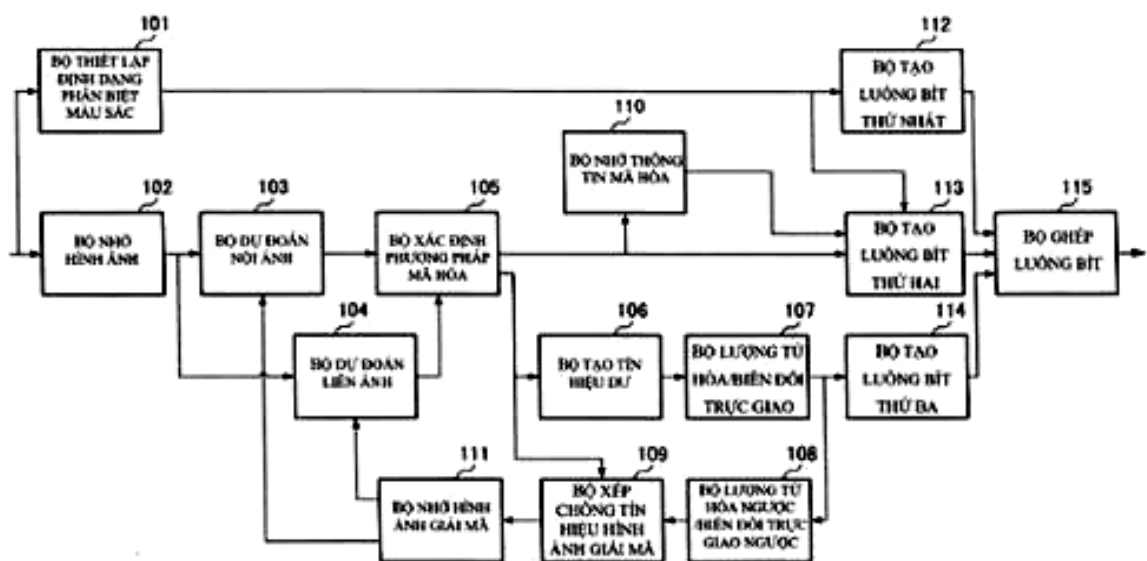 101
BỘ THIẾT LẬP
ĐỊNH DẠNG
PHÂN BIỆT
MÀU SẮC
112
BỘ TẠO
LUỒNG BÍT
THỨ NHẤT
110
BỘ NHỚ THÔNG
TIN MÃ HÓA
102
BỘ NHỚ
HÌNH ẢNH
103
BỘ DỰ ĐOÁN
NỘI ẢNH
105
BỘ XÁC ĐỊNH
PHƯƠNG PHÁP
MÃ HÓA
113
BỘ TẠO
LUỒNG BÍT
THỨ HAI
115
BỘ GHÉP
LUỒNG BÍT
104
BỘ DỰ ĐOÁN
LIÊN ẢNH
106
BỘ TẠO TÍN
HIỆU DƯ
107
BỘ LƯỢNG TỬ
HÓA/BIẾN ĐỔI
TRỰC GIAO
114
BỘ TẠO
LUỒNG BÍT
THỨ BA
111
BỘ NHỚ HÌNH
ẢNH GIẢI MÃ
109
BỘ XẾP
CHỒNG TÍN
HIỆU HÌNH
ẢNH GIẢI MÃ
108
BỘ LƯỢNG TỬ
HÓA NGƯỢC
/BIẾN ĐỔI TRỰC
GIAO NGƯỢC